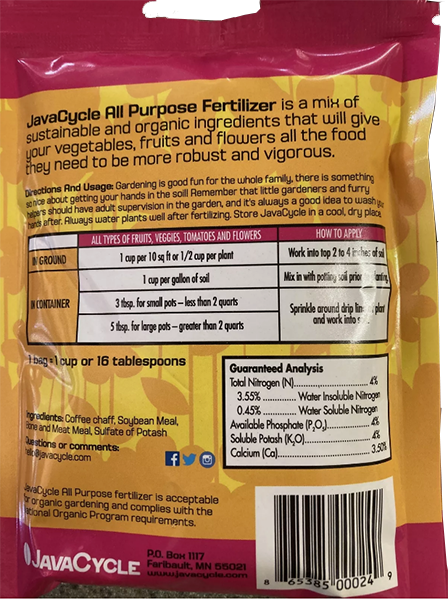 JavaCycle All Purpose Fertilizer is a mix of
sustainable and organic ingredients that will give
your vegetables, fruits and flowers all the food
they need to be more robust and vigorous.
Directions And Usage: Gardening is good fun for the whole family, there is something
so nice about getting your hands in the soil! Remember that little gardeners and furry
helpers should have adult supervision in the garden, and it's always a good idea to wash your
hands after. Always water plants well after fertilizing. Store JavaCycle in a cool, dry place.
ALL TYPES OF FRUITS, VEGGIES, TOMATOES AND FLOWERS HOW TO APPLY
IN GROUND 1 cup per 10 sq ft or 1/2 cup per plant Work into top 2 to 4 inches of soil
IN CONTAINER 1 cup per gallon of soil Mix in with potting soil prior planting
3 tbsp. for small pots – less than 2 quarts Sprinkle around drip line plant
5 tbsp. for large pots – greater than 2 quarts and work into
1 bag = 1 cup or 16 tablespoons
Guaranteed Analysis
Total Nitrogen (N)..................4%
3.55% ........... Water Insoluble Nitrogen
0.45% ........... Water Soluble Nitrogen
Available Phosphate (P₂O₅)............4%
Soluble Potash (K₂O)..................4%
Calcium (Ca)..........................3.50%
Ingredients: Coffee chaff, Soybean Meal,
Bone and Meat Meal, Sulfate of Potash
Questions or comments:
hello@javacycle.com
JavaCycle All Purpose fertilizer is acceptable
for organic gardening and complies with the
National Organic Program requirements.
JAVACYCLE
P.O. Box 1117
Faribault, MN 55021
www.javacycle.com
8 65385 00024 9